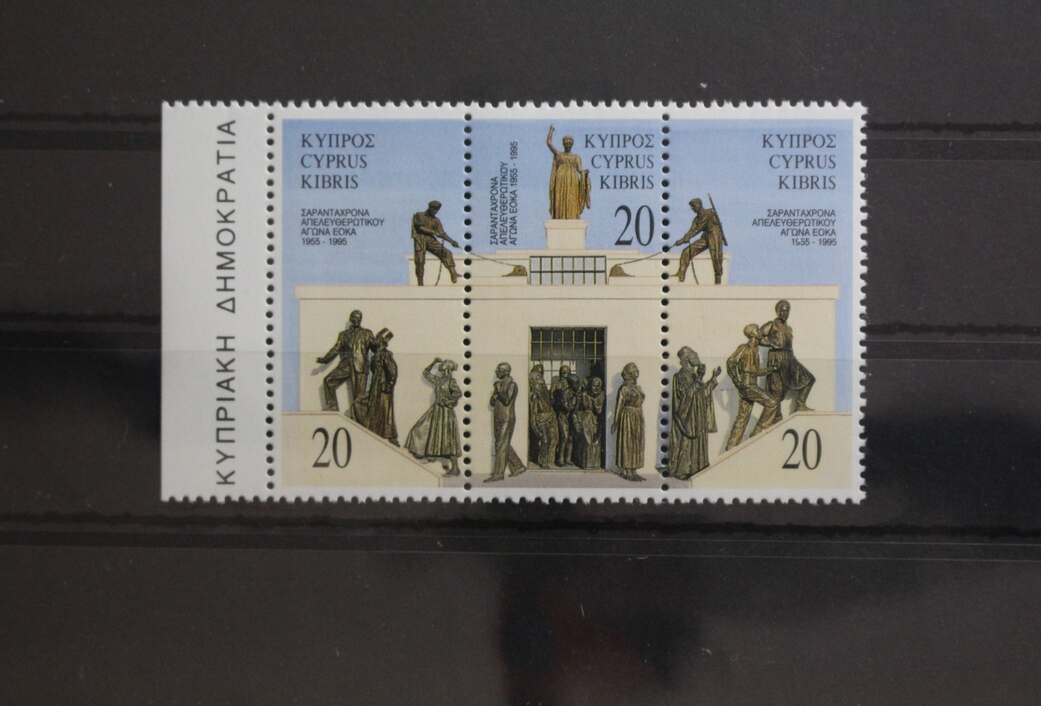 ΚΥΠΡΙΑΚΗ ΔΗΜΟΚΡΑΤΙΑ
ΚΥΠΡΟΣ
CYPRUS
KIBRIS
ΣΑΡΑΝΤΑΧΡΟΝΑ
ΑΠΕΛΕΥΘΕΡΩΤΙΚΟΥ
ΑΓΩΝΑ ΕΟΚΑ
1955 - 1995
20
ΣΑΡΑΝΤΑΧΡΟΝΑ
ΑΠΕΛΕΥΘΕΡΩΤΙΚΟΥ
ΑΓΩΝΑ ΕΟΚΑ 1955 - 1995
ΚΥΠΡΟΣ
CYPRUS
KIBRIS
20
ΚΥΠΡΟΣ
CYPRUS
KIBRIS
ΣΑΡΑΝΤΑΧΡΟΝΑ
ΑΠΕΛΕΥΘΕΡΩΤΙΚΟΥ
ΑΓΩΝΑ ΕΟΚΑ
1955 - 1995
20